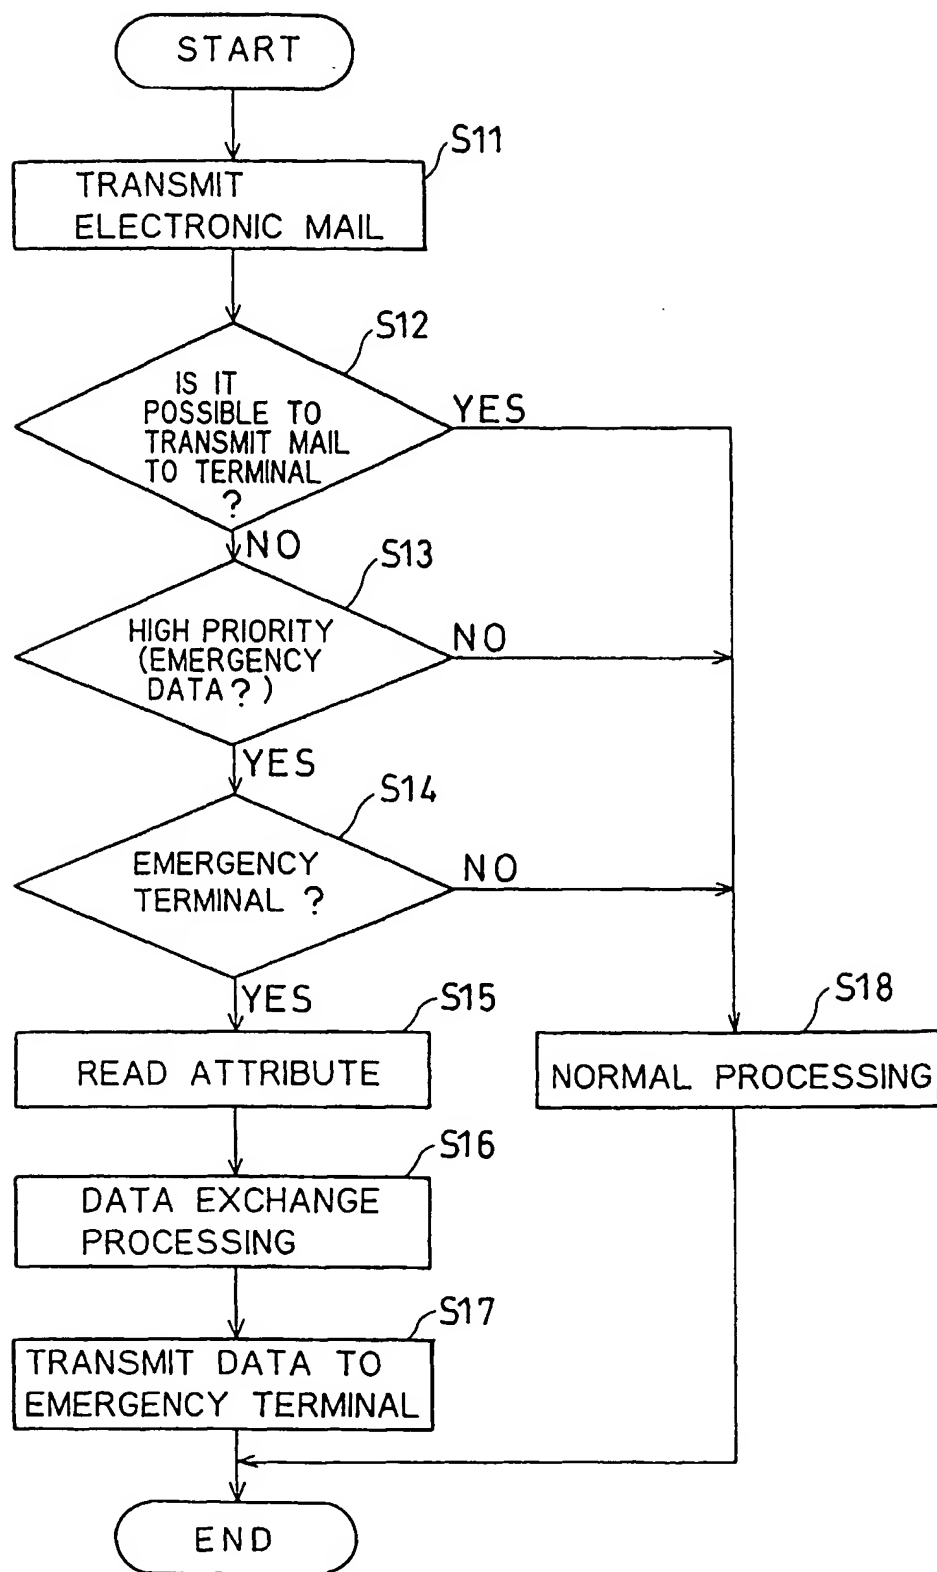 START
S11
TRANSMIT
ELECTRONIC MAIL
S12
IS IT
POSSIBLE TO
TRANSMIT MAIL
TO TERMINAL
?
YES
NO
S13
HIGH PRIORITY
(EMERGENCY
DATA?)
NO
YES
S14
EMERGENCY
TERMINAL ?
NO
YES
S15
READ ATTRIBUTE
S18
NORMAL PROCESSING
S16
DATA EXCHANGE
PROCESSING
S17
TRANSMIT DATA TO
EMERGENCY TERMINAL
END